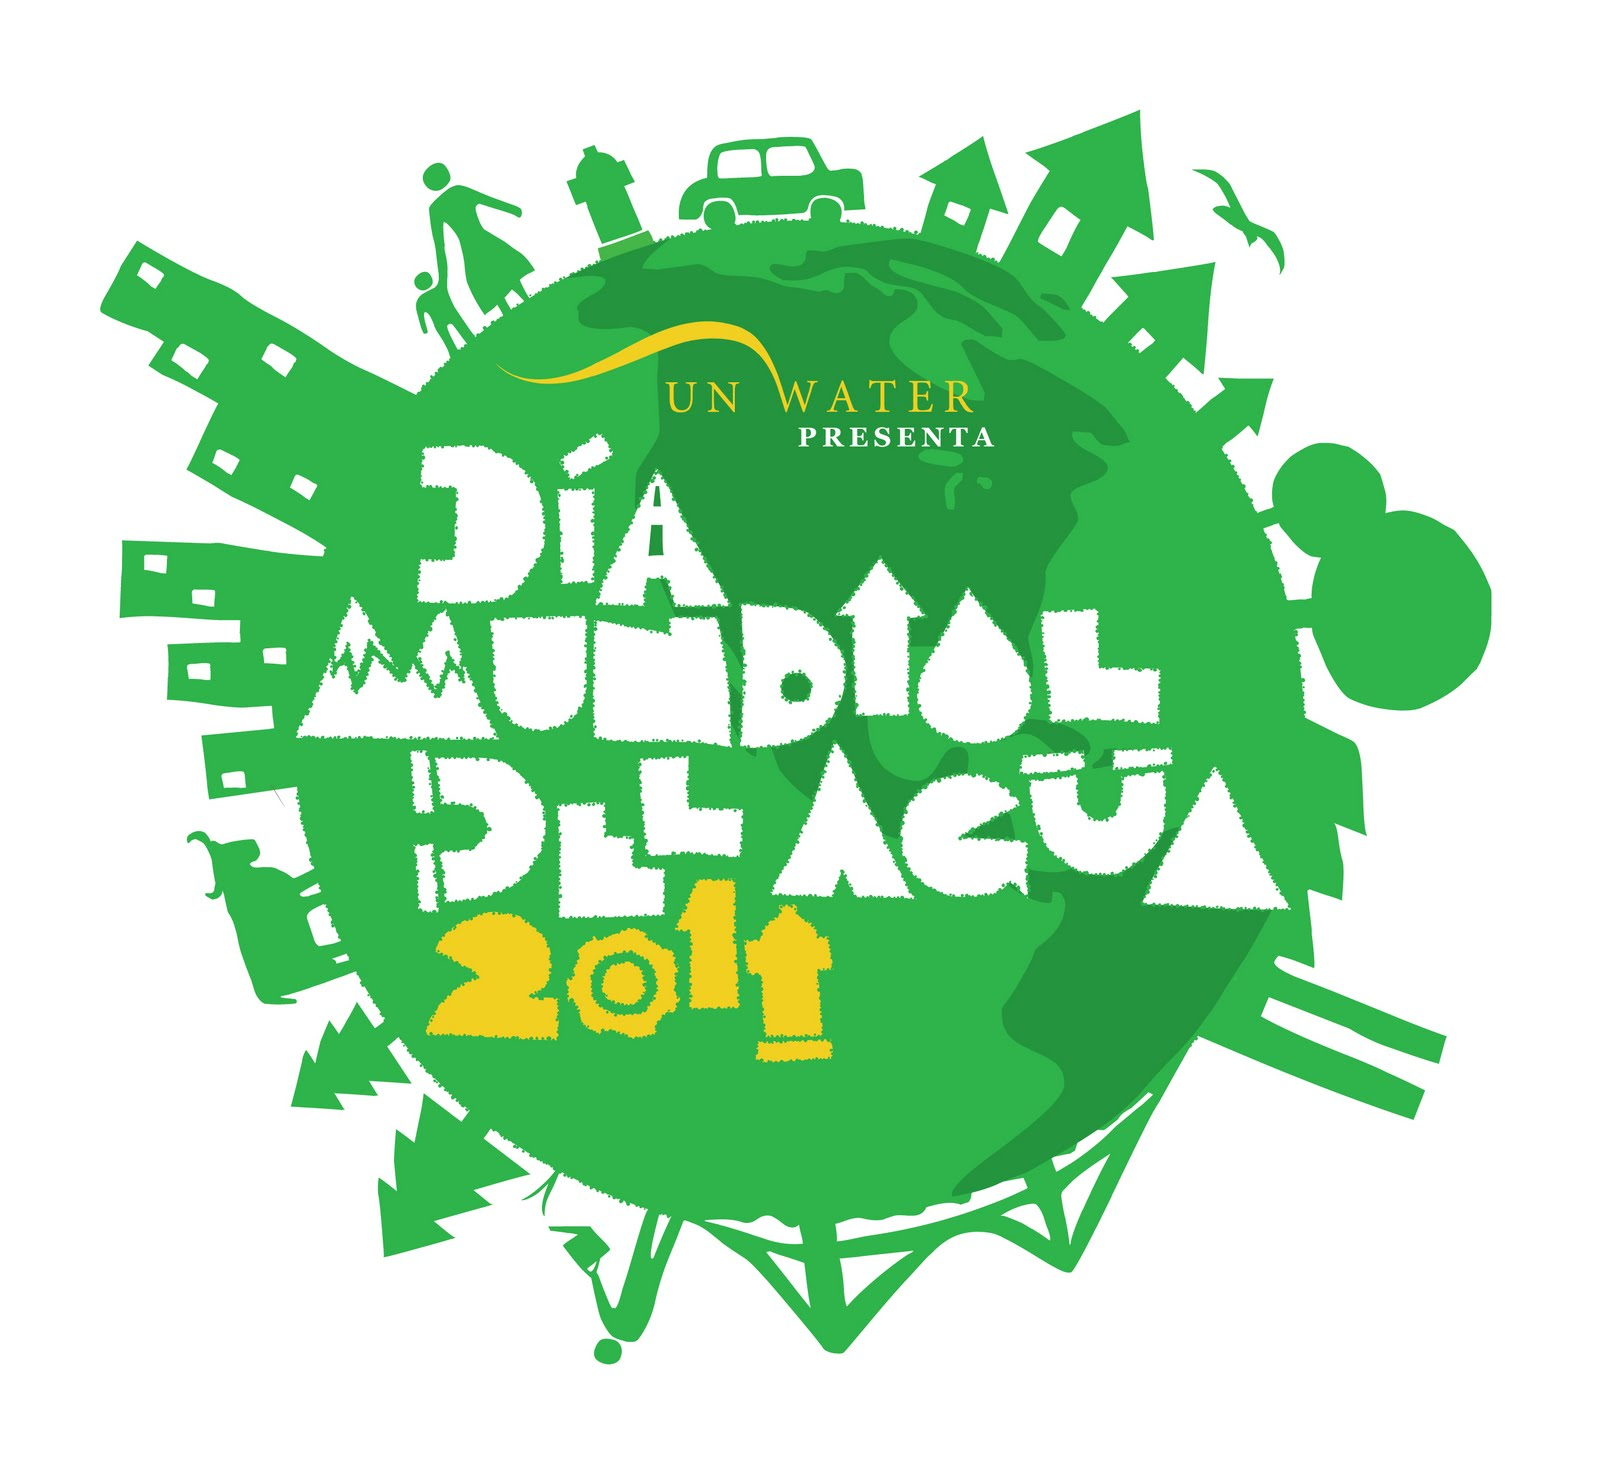 UN WATER
PRESENTA
DÍA
MUNDIAL
DEL AGUA
2011